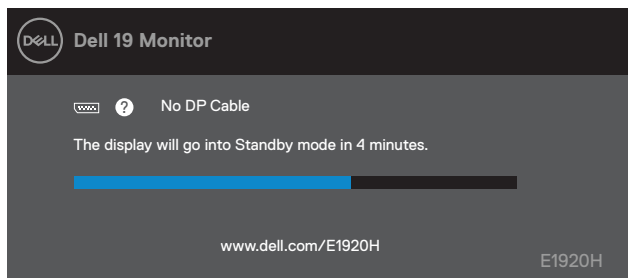 DELL Dell 19 Monitor
? No DP Cable
The display will go into Standby mode in 4 minutes.
www.dell.com/E1920H
E1920H